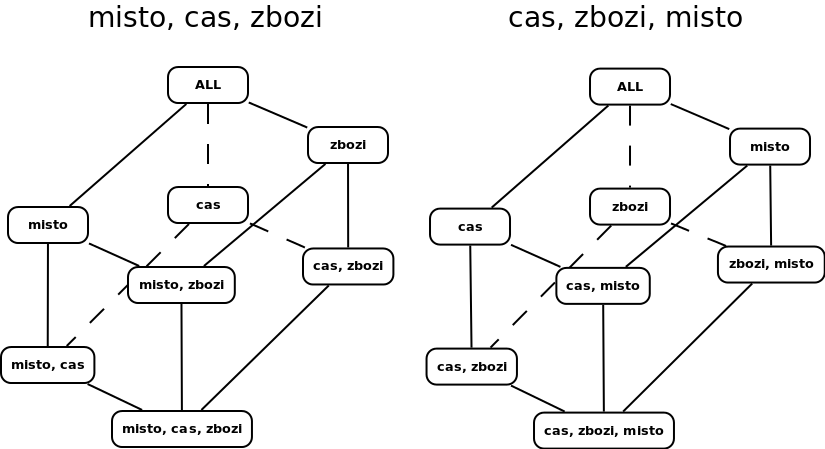 misto, cas, zbozi
ALL
zbozi
cas
misto
cas, zbozi
misto, zbozi
misto, cas
misto, cas, zbozi
cas, zbozi, misto
ALL
misto
zbozi
cas
zbozi, misto
cas, misto
cas, zbozi
cas, zbozi, misto